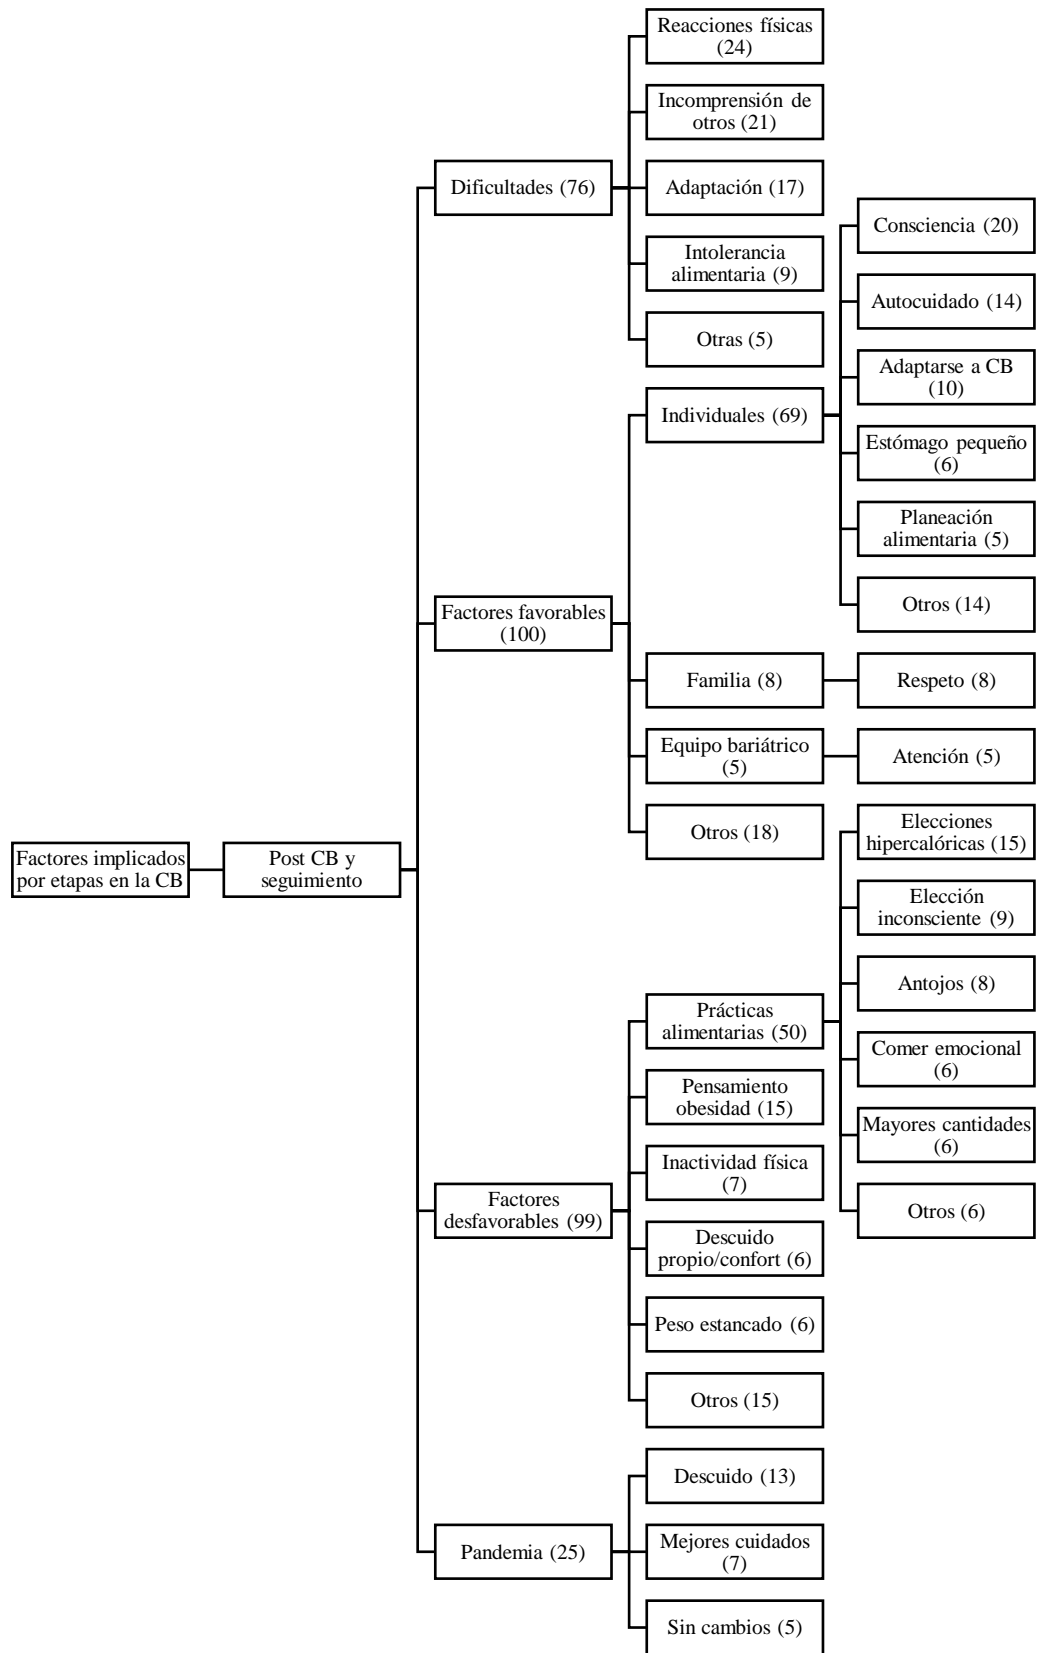 Factores implicados
por etapas en la CB
Post CB y
seguimiento
Dificultades (76)
Reacciones físicas
(24)
Incomprensión de
otros (21)
Adaptación (17)
Intolerancia
alimentaria (9)
Otras (5)
Factores favorables
(100)
Individuales (69)
Consciencia (20)
Autocuidado (14)
Adaptarse a CB
(10)
Estómago pequeño
(6)
Planeación
alimentaria (5)
Otros (14)
Familia (8)
Respeto (8)
Equipo bariátrico
(5)
Atención (5)
Otros (18)
Factores
desfavorables (99)
Prácticas
alimentarias (50)
Elecciones
hipercalóricas (15)
Elección
inconsciente (9)
Antojos (8)
Comer emocional
(6)
Mayores cantidades
(6)
Otros (6)
Pensamiento
obesidad (15)
Inactividad física
(7)
Descuido
propio/confort (6)
Peso estancado (6)
Otros (15)
Pandemia (25)
Descuido (13)
Mejores cuidados
(7)
Sin cambios (5)